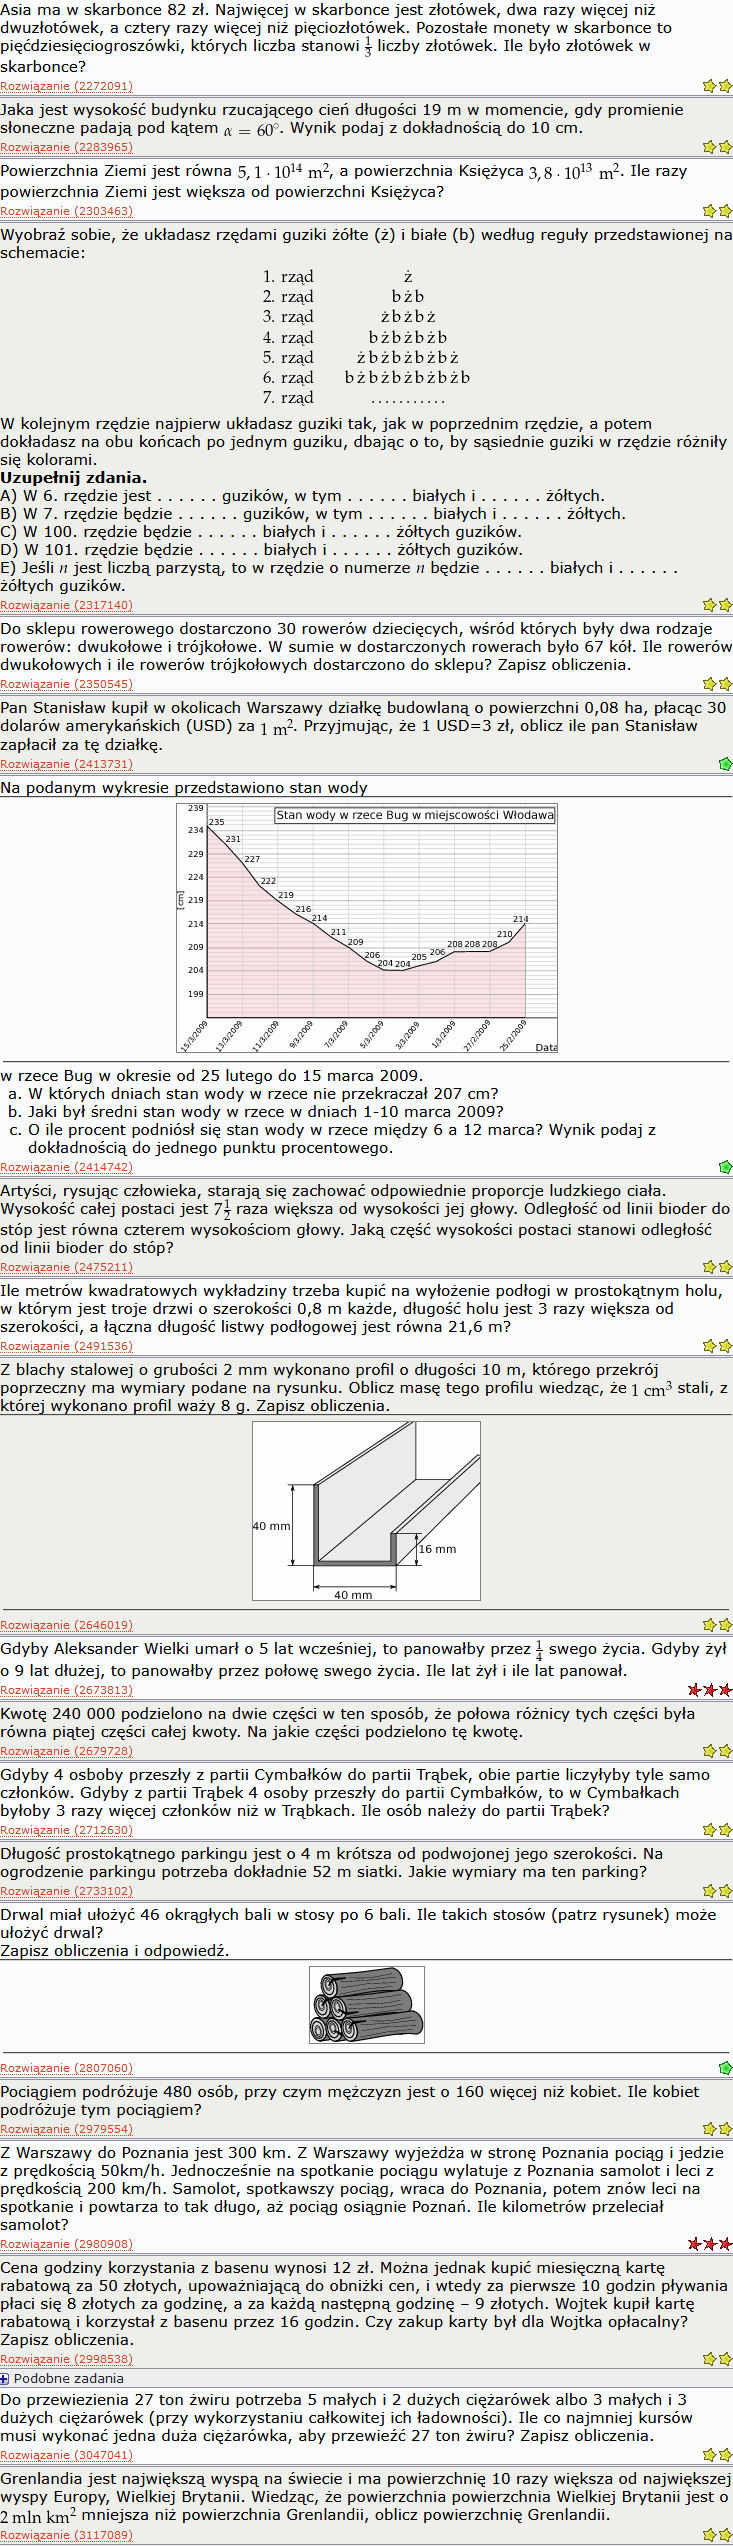 Asia ma w skarbonce 82 zł. Najwięcej w skarbonce jest złotówek, dwa razy więcej niż
dwuzłotówek, a cztery razy więcej niż pięciozłotówek. Pozostałe monety w skarbonce to
pięćdziesięciogroszówki, których liczba stanowi 1/3 liczby złotówek. Ile było złotówek w
skarbonce?
Rozwiązanie (2272091)
Jaka jest wysokość budynku rzucającego cień długości 19 m w momencie, gdy promienie
słoneczne padają pod kątem α = 60°. Wynik podaj z dokładnością do 10 cm.
Rozwiązanie (2283965)
Powierzchnia Ziemi jest równa 5,1 · 10¹⁴ m², a powierzchnia Księżyca 3,8 · 10¹³ m². Ile razy
powierzchnia Ziemi jest większa od powierzchni Księżyca?
Rozwiązanie (2303463)
Wyobraź sobie, że układasz rzędami guziki żółte (ż) i białe (b) według reguły przedstawionej na
schemacie:
1. rząd ż
2. rząd b ż b
3. rząd ż b ż b ż
4. rząd b ż b ż b ż b
5. rząd ż b ż b ż b ż b ż
6. rząd b ż b ż b ż b ż b ż b
7. rząd . . . . . . . . . . .
W kolejnym rzędzie najpierw układasz guziki tak, jak w poprzednim rzędzie, a potem
dokładasz na obu końcach po jednym guziku, dbając o to, by sąsiednie guziki w rzędzie różniły
się kolorami.
Uzupełnij zdania.
A) W 6. rzędzie jest . . . . . . guzików, w tym . . . . . . białych i . . . . . . żółtych.
B) W 7. rzędzie będzie . . . . . . guzików, w tym . . . . . . białych i . . . . . . żółtych.
C) W 100. rzędzie będzie . . . . . . białych i . . . . . . żółtych guzików.
D) W 101. rzędzie będzie . . . . . . białych i . . . . . . żółtych guzików.
E) Jeśli n jest liczbą parzystą, to w rzędzie o numerze n będzie . . . . . . białych i . . . . . .
żółtych guzików.
Rozwiązanie (2317140)
Do sklepu rowerowego dostarczono 30 rowerów dziecięcych, wśród których były dwa rodzaje
rowerów: dwukołowe i trójkołowe. W sumie w dostarczonych rowerach było 67 kół. Ile rowerów
dwukołowych i ile rowerów trójkołowych dostarczono do sklepu? Zapisz obliczenia.
Rozwiązanie (2350545)
Pan Stanisław kupił w okolicach Warszawy działkę budowlaną o powierzchni 0,08 ha, płacąc 30
dolarów amerykańskich (USD) za 1 m². Przyjmując, że 1 USD=3 zł, oblicz ile pan Stanisław
zapłacił za tę działkę.
Rozwiązanie (2413731)
Na podanym wykresie przedstawiono stan wody
Stan wody w rzece Bug w miejscowości Włodawa
239
234
229
224
219
214
209
204
199
[cm]
235
231
227
222
219
216
214
211
209
206
204
204
205
206
208
208
208
210
214
15/3/2009
13/3/2009
11/3/2009
9/3/2009
7/3/2009
5/3/2009
3/3/2009
1/3/2009
27/2/2009
25/2/2009
Data
w rzece Bug w okresie od 25 lutego do 15 marca 2009.
a. W których dniach stan wody w rzece nie przekraczał 207 cm?
b. Jaki był średni stan wody w rzece w dniach 1-10 marca 2009?
c. O ile procent podniósł się stan wody w rzece między 6 a 12 marca? Wynik podaj z
dokładnością do jednego punktu procentowego.
Rozwiązanie (2414742)
Artyści, rysując człowieka, starają się zachować odpowiednie proporcje ludzkiego ciała.
Wysokość całej postaci jest 7 1/2 raza większa od wysokości jej głowy. Odległość od linii bioder do
stóp jest równa czterem wysokościom głowy. Jaką część wysokości postaci stanowi odległość
od linii bioder do stóp?
Rozwiązanie (2475211)
Ile metrów kwadratowych wykładziny trzeba kupić na wyłożenie podłogi w prostokątnym holu,
w którym jest troje drzwi o szerokości 0,8 m każde, długość holu jest 3 razy większa od
szerokości, a łączna długość listwy podłogowej jest równa 21,6 m?
Rozwiązanie (2491536)
Z blachy stalowej o grubości 2 mm wykonano profil o długości 10 m, którego przekrój
poprzeczny ma wymiary podane na rysunku. Oblicz masę tego profilu wiedząc, że 1 cm³ stali, z
której wykonano profil waży 8 g. Zapisz obliczenia.
40 mm
16 mm
40 mm
Rozwiązanie (2646019)
Gdyby Aleksander Wielki umarł o 5 lat wcześniej, to panowałby przez 1/4 swego życia. Gdyby żył
o 9 lat dłużej, to panowałby przez połowę swego życia. Ile lat żył i ile lat panował.
Rozwiązanie (2673813)
Kwotę 240 000 podzielono na dwie części w ten sposób, że połowa różnicy tych części była
równa piątej części całej kwoty. Na jakie części podzielono tę kwotę.
Rozwiązanie (2679728)
Gdyby 4 osboby przeszły z partii Cymbałków do partii Trąbek, obie partie liczyłyby tyle samo
członków. Gdyby z partii Trąbek 4 osoby przeszły do partii Cymbałków, to w Cymbałkach
byłoby 3 razy więcej członków niż w Trąbkach. Ile osób należy do partii Trąbek?
Rozwiązanie (2712630)
Długość prostokątnego parkingu jest o 4 m krótsza od podwojonej jego szerokości. Na
ogrodzenie parkingu potrzeba dokładnie 52 m siatki. Jakie wymiary ma ten parking?
Rozwiązanie (2733102)
Drwal miał ułożyć 46 okrągłych bali w stosy po 6 bali. Ile takich stosów (patrz rysunek) może
ułożyć drwal?
Zapisz obliczenia i odpowiedź.
Rozwiązanie (2807060)
Pociągiem podróżuje 480 osób, przy czym mężczyzn jest o 160 więcej niż kobiet. Ile kobiet
podróżuje tym pociągiem?
Rozwiązanie (2979554)
Z Warszawy do Poznania jest 300 km. Z Warszawy wyjeżdża w stronę Poznania pociąg i jedzie
z prędkością 50km/h. Jednocześnie na spotkanie pociągu wylatuje z Poznania samolot i leci z
prędkością 200 km/h. Samolot, spotkawszy pociąg, wraca do Poznania, potem znów leci na
spotkanie i powtarza to tak długo, aż pociąg osiągnie Poznań. Ile kilometrów przeleciał
samolot?
Rozwiązanie (2980908)
Cena godziny korzystania z basenu wynosi 12 zł. Można jednak kupić miesięczną kartę
rabatową za 50 złotych, upoważniającą do obniżki cen, i wtedy za pierwsze 10 godzin pływania
płaci się 8 złotych za godzinę, a za każdą następną godzinę – 9 złotych. Wojtek kupił kartę
rabatową i korzystał z basenu przez 16 godzin. Czy zakup karty był dla Wojtka opłacalny?
Zapisz obliczenia.
Rozwiązanie (2998538)
Podobne zadania
Do przewiezienia 27 ton żwiru potrzeba 5 małych i 2 dużych ciężarówek albo 3 małych i 3
dużych ciężarówek (przy wykorzystaniu całkowitej ich ładowności). Ile co najmniej kursów
musi wykonać jedna duża ciężarówka, aby przewieźć 27 ton żwiru? Zapisz obliczenia.
Rozwiązanie (3047041)
Grenlandia jest największą wyspą na świecie i ma powierzchnię 10 razy większa od największej
wyspy Europy, Wielkiej Brytanii. Wiedząc, że powierzchnia powierzchnia Wielkiej Brytanii jest o
2 mln km² mniejsza niż powierzchnia Grenlandii, oblicz powierzchnię Grenlandii.
Rozwiązanie (3117089)